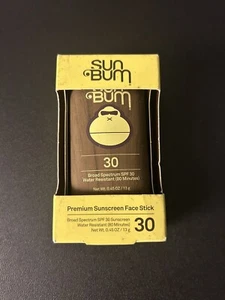 SUN
BUM
SUN
BUM
30
Broad Spectrum SPF 30
Water Resistant (80 Minutes)
Net Wt. 0.45 OZ / 13 g
Premium Sunscreen Face Stick
Broad Spectrum SPF 30 Sunscreen
Water Resistant (80 Minutes)
Net Wt. 0.45 OZ / 13 g
30